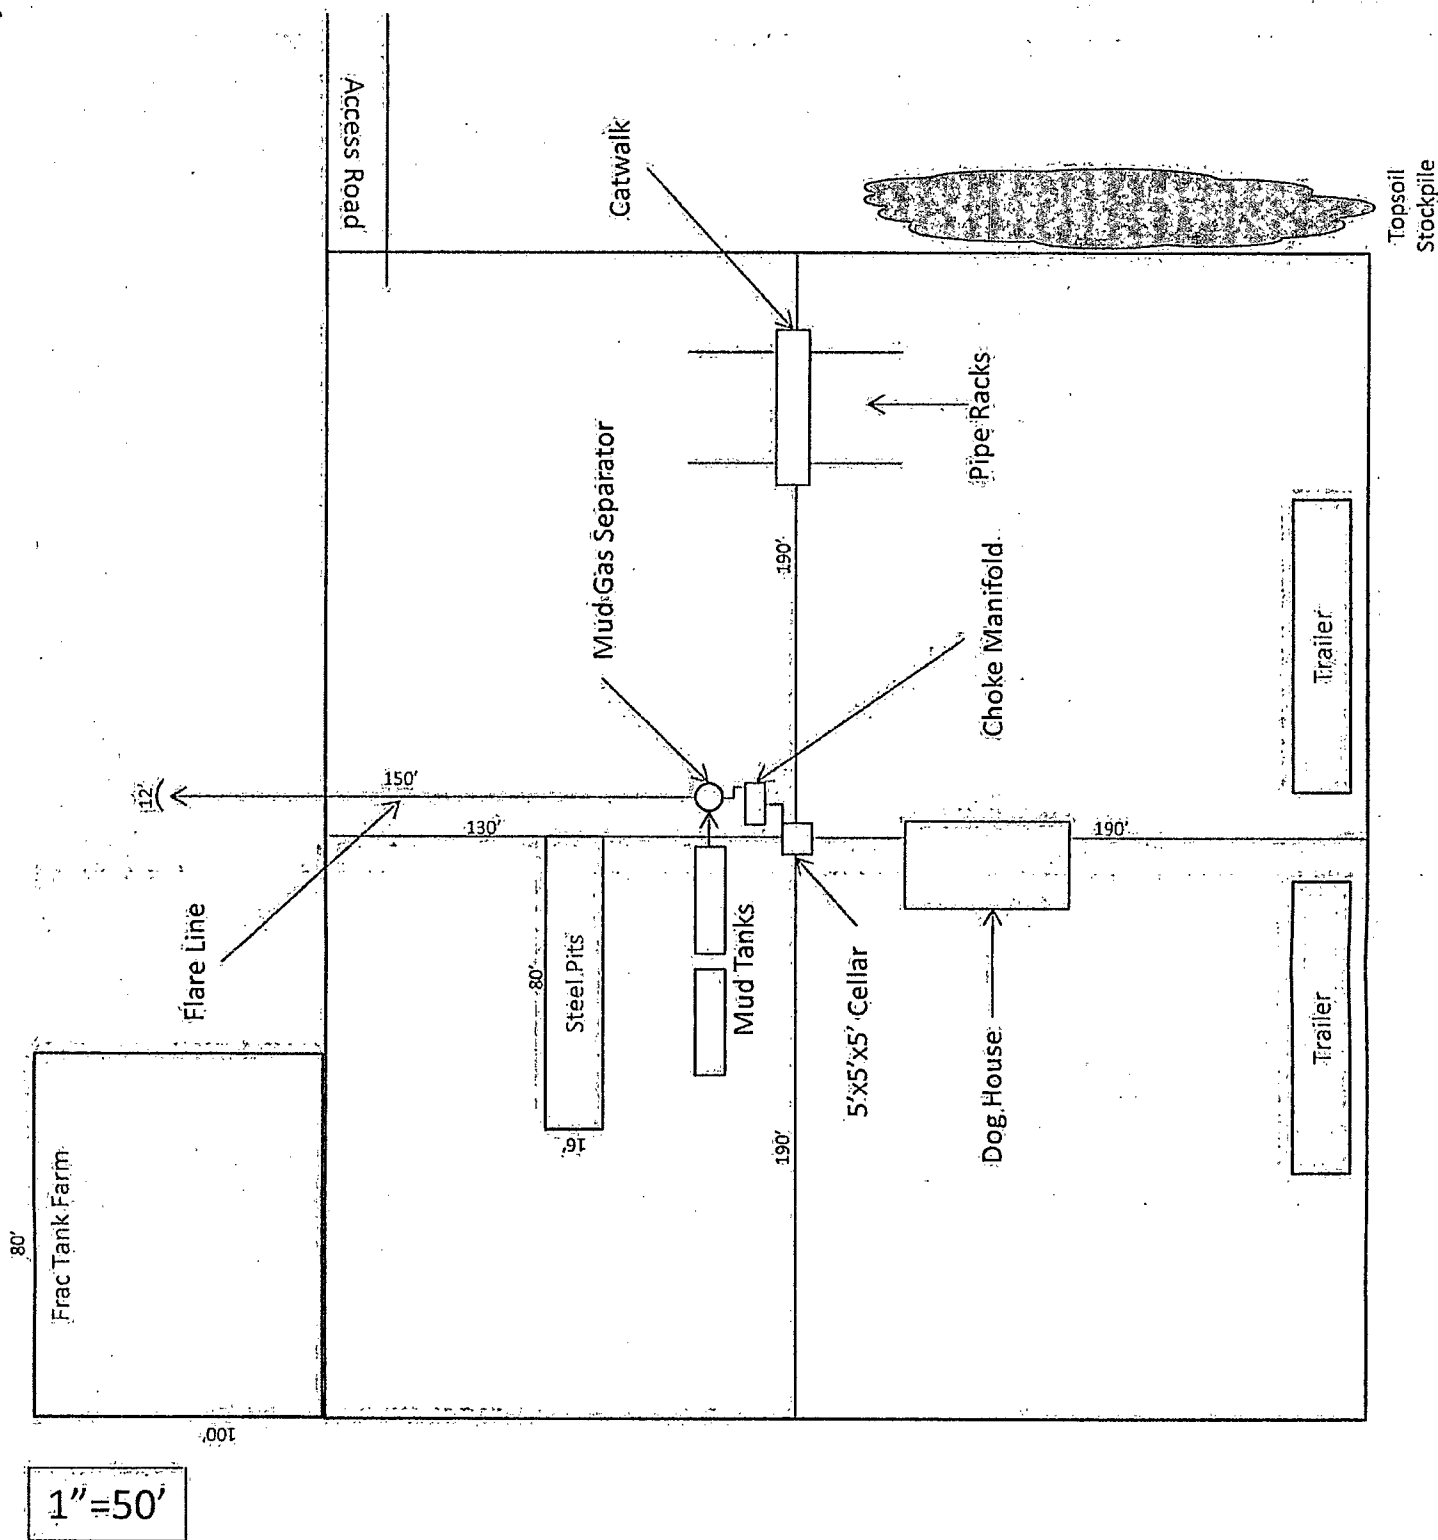 Access Road
Catwalk
Topsoil
Stockpile
Pipe Racks
Mud Gas Separator
190'
Choke Manifold
Trailer
12'
150'
130'
190'
Flare Line
80'
Steel Pits
16'
Mud Tanks
5'x5'x5' Cellar
Dog House
Trailer
190'
80'
Frac Tank Farm
100'
1"=50'